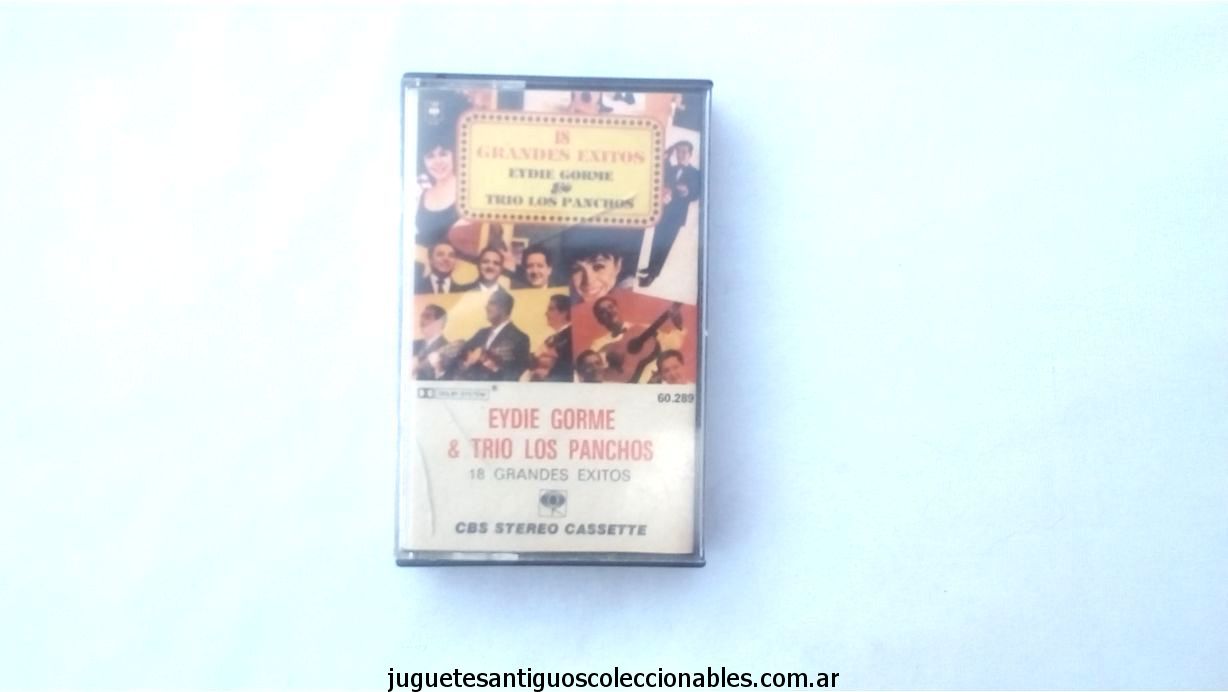 18
GRANDES EXITOS
EYDIE GORME
TRIO LOS PANCHOS
60.289
EYDIE GORME
& TRIO LOS PANCHOS
18 GRANDES EXITOS
CBS STEREO CASSETTE
juguetesantiguoscoleccionables.com.ar